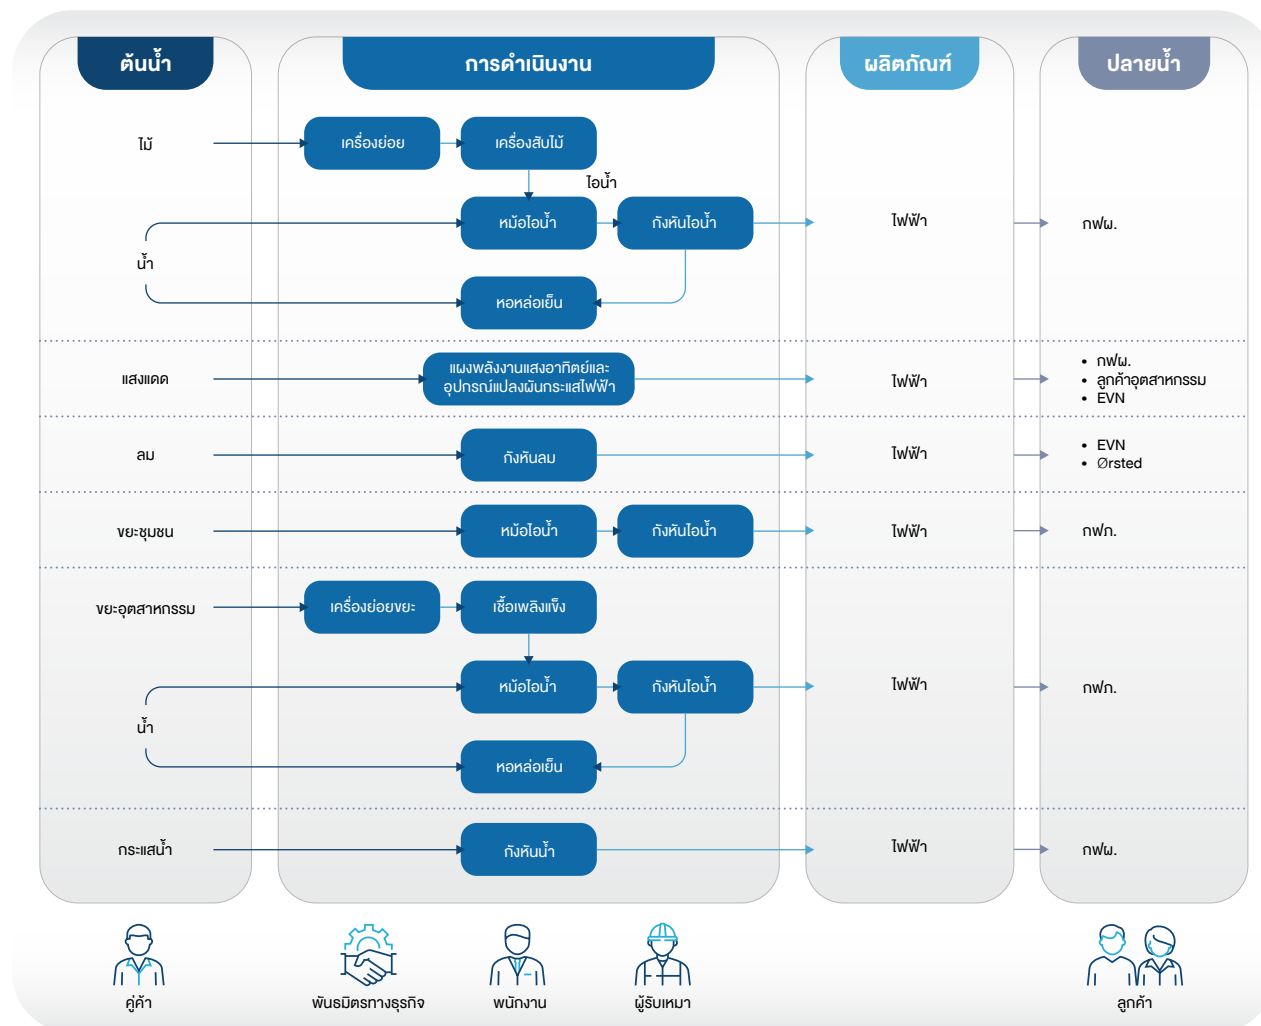 ต้นน้ำ
การดำเนินงาน
ผลิตภัณฑ์
ปลายน้ำ
ไม้
เครื่องย่อย
เครื่องสับไม้
ไอน้ำ
หม้อไอน้ำ
กังหันไอน้ำ
ไฟฟ้า
กฟผ.
น้ำ
หอหล่อเย็น
แสงแดด
แผงพลังงานแสงอาทิตย์และ
อุปกรณ์แปลงผันกระแสไฟฟ้า
ไฟฟ้า
• กฟผ.
• ลูกค้าอุตสาหกรรม
• EVN
ลม
กังหันลม
ไฟฟ้า
• EVN
• Ørsted
ขยะชุมชน
หม้อไอน้ำ
กังหันไอน้ำ
ไฟฟ้า
กฟภ.
ขยะอุตสาหกรรม
เครื่องย่อยขยะ
เชื้อเพลิงแข็ง
หม้อไอน้ำ
กังหันไอน้ำ
ไฟฟ้า
กฟภ.
น้ำ
หอหล่อเย็น
กระแสน้ำ
กังหันน้ำ
ไฟฟ้า
กฟผ.
คู่ค้า
พันธมิตรทางธุรกิจ
พนักงาน
ผู้รับเหมา
ลูกค้า